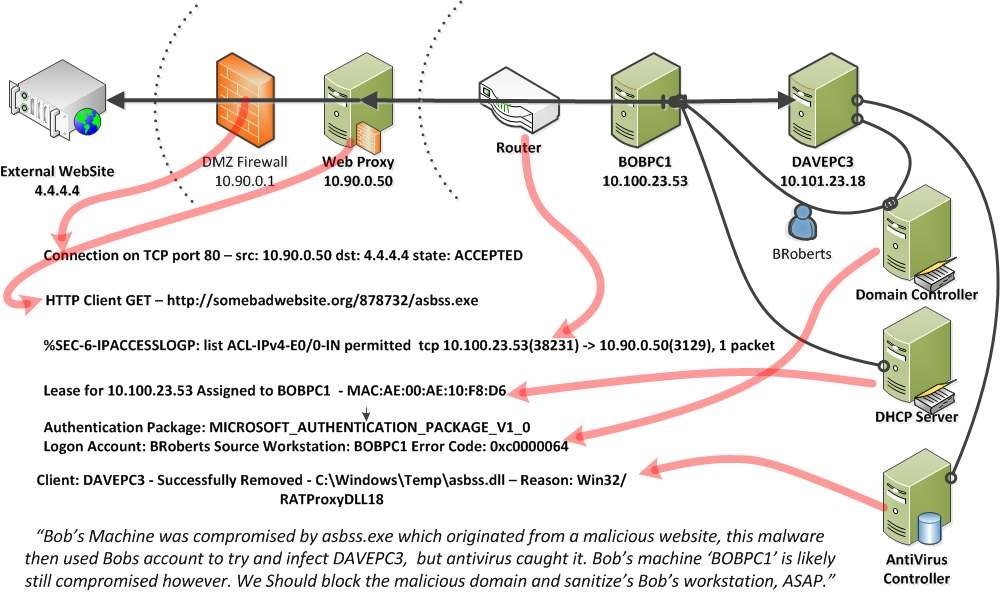 External WebSite
4.4.4.4
DMZ Firewall
10.90.0.1
Web Proxy
10.90.0.50
Router
BOBPC1
10.100.23.53
DAVEPC3
10.101.23.18
BRoberts
Domain Controller
DHCP Server
AntiVirus
Controller
Connection on TCP port 80 – src: 10.90.0.50 dst: 4.4.4.4 state: ACCEPTED
HTTP Client GET – http://somebadwebsite.org/878732/asbss.exe
%SEC-6-IPACCESSLOGP: list ACL-IPv4-E0/0-IN permitted tcp 10.100.23.53(38231) -> 10.90.0.50(3129), 1 packet
Lease for 10.100.23.53 Assigned to BOBPC1 - MAC:AE:00:AE:10:F8:D6
Authentication Package: MICROSOFT_AUTHENTICATION_PACKAGE_V1_0
Logon Account: BRoberts Source Workstation: BOBPC1 Error Code: 0xc0000064
Client: DAVEPC3 - Successfully Removed - C:\Windows\Temp\asbss.dll – Reason: Win32/
RATProxyDLL18
“Bob’s Machine was compromised by asbss.exe which originated from a malicious website, this malware
then used Bobs account to try and infect DAVEPC3, but antivirus caught it. Bob’s machine ‘BOBPC1’ is likely
still compromised however. We Should block the malicious domain and sanitize’s Bob’s workstation, ASAP.”